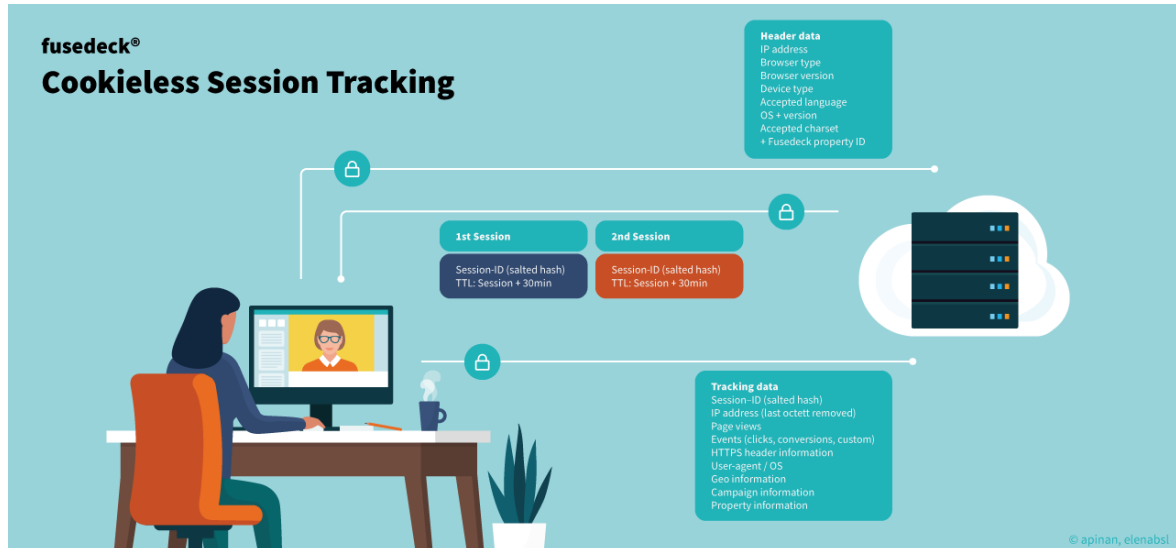 fusedeck®
Cookieless Session Tracking
Header data
IP address
Browser type
Browser version
Device type
Accepted language
OS + version
Accepted charset
+ Fusedeck property ID
1st Session
Session-ID (salted hash)
TTL: Session + 30min
2nd Session
Session-ID (salted hash)
TTL: Session + 30min
Tracking data
Session–ID (salted hash)
IP address (last octett removed)
Page views
Events (clicks, conversions, custom)
HTTPS header information
User-agent / OS
Geo information
Campaign information
Property information
© apinan, elenabsl